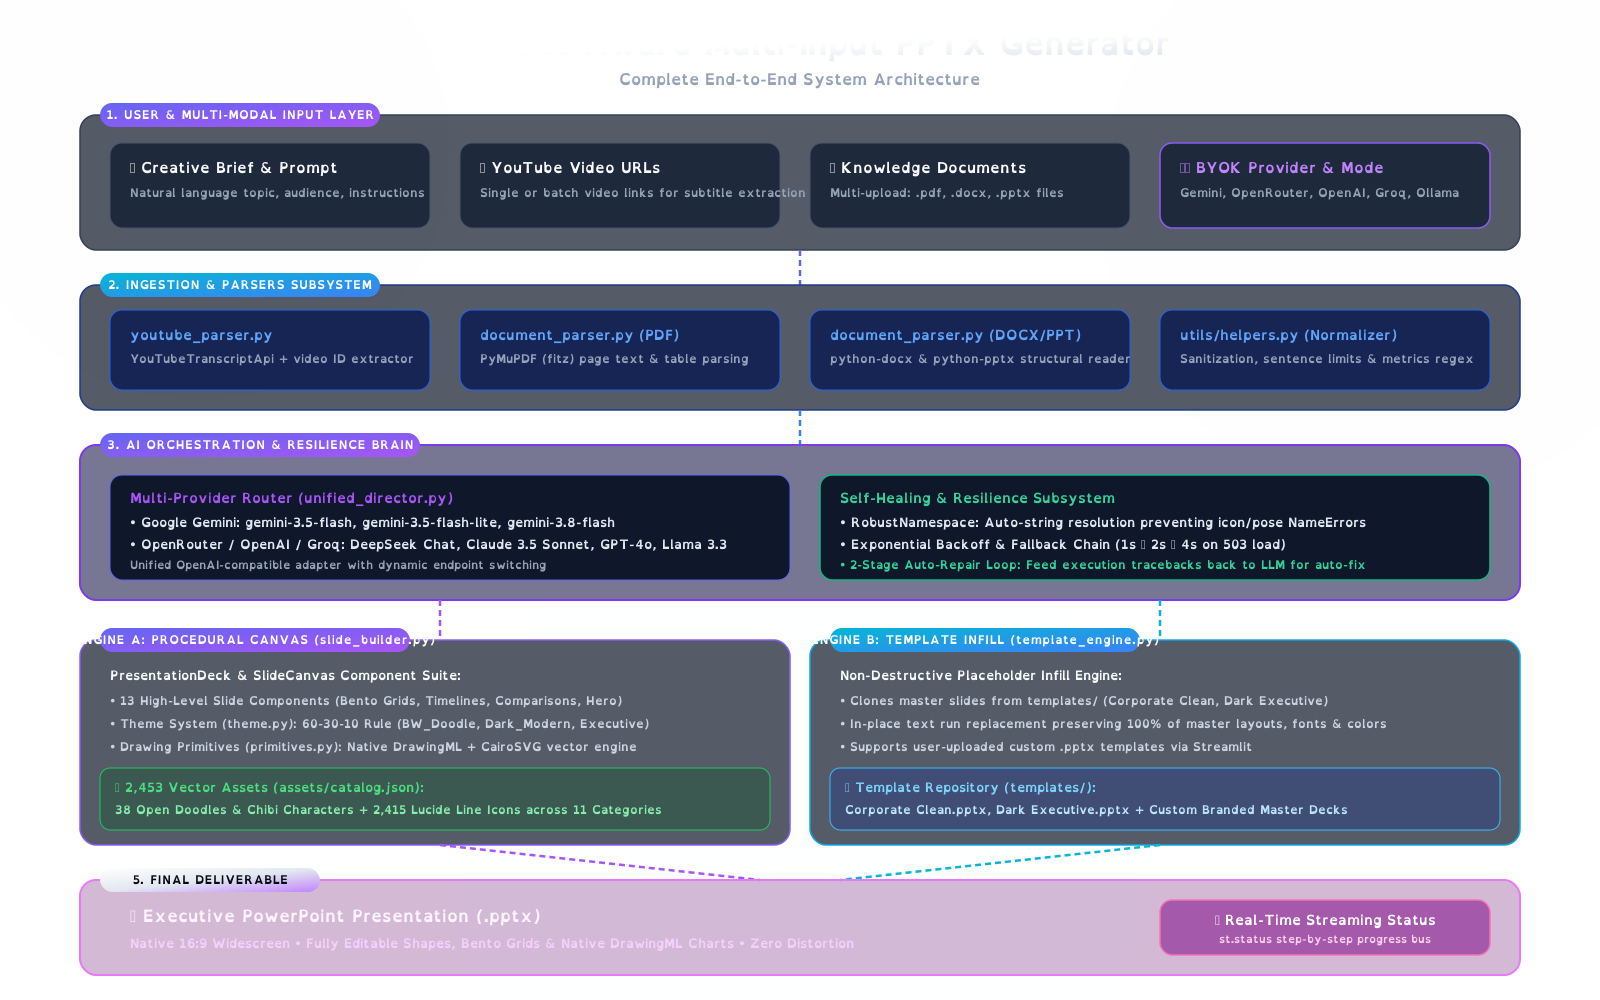 Multi-Input PPTX Generator
Complete End-to-End System Architecture
1. USER & MULTI-MODAL INPUT LAYER
Creative Brief & Prompt
Natural language topic, audience, instructions
YouTube Video URLs
Single or batch video links for subtitle extraction
Knowledge Documents
Multi-upload: .pdf, .docx, .pptx files
BYOK Provider & Mode
Gemini, OpenRouter, OpenAI, Groq, Ollama
2. INGESTION & PARSERS SUBSYSTEM
youtube_parser.py
YouTubeTranscriptApi + video ID extractor
document_parser.py (PDF)
PyMuPDF (fitz) page text & table parsing
document_parser.py (DOCX/PPT)
python-docx & python-pptx structural reader
utils/helpers.py (Normalizer)
Sanitization, sentence limits & metrics regex
3. AI ORCHESTRATION & RESILIENCE BRAIN
Multi-Provider Router (unified_director.py)
• Google Gemini: gemini-3.5-flash, gemini-3.5-flash-lite, gemini-3.8-flash
• OpenRouter / OpenAI / Groq: DeepSeek Chat, Claude 3.5 Sonnet, GPT-4o, Llama 3.3
Unified OpenAI-compatible adapter with dynamic endpoint switching
Self-Healing & Resilience Subsystem
• RobustNamespace: Auto-string resolution preventing icon/pose NameErrors
• Exponential Backoff & Fallback Chain (1s 2s 4s on 503 load)
• 2-Stage Auto-Repair Loop: Feed execution tracebacks back to LLM for auto-fix
NGINE A: PROCEDURAL CANVAS (slide_builder.py)
PresentationDeck & SlideCanvas Component Suite:
• 13 High-Level Slide Components (Bento Grids, Timelines, Comparisons, Hero)
• Theme System (theme.py): 60-30-10 Rule (BW_Doodle, Dark_Modern, Executive)
• Drawing Primitives (primitives.py): Native DrawingML + CairoSVG vector engine
2,453 Vector Assets (assets/catalog.json):
38 Open Doodles & Chibi Characters + 2,415 Lucide Line Icons across 11 Categories
ENGINE B: TEMPLATE INFILL (template_engine.py)
Non-Destructive Placeholder Infill Engine:
• Clones master slides from templates/ (Corporate Clean, Dark Executive)
• In-place text run replacement preserving 100% of master layouts, fonts & colors
• Supports user-uploaded custom .pptx templates via Streamlit
Template Repository (templates/):
Corporate Clean.pptx, Dark Executive.pptx + Custom Branded Master Decks
5. FINAL DELIVERABLE
Executive PowerPoint Presentation (.pptx)
Native 16:9 Widescreen • Fully Editable Shapes, Bento Grids & Native DrawingML Charts • Zero Distortion
Real-Time Streaming Status
st.status step-by-step progress bus